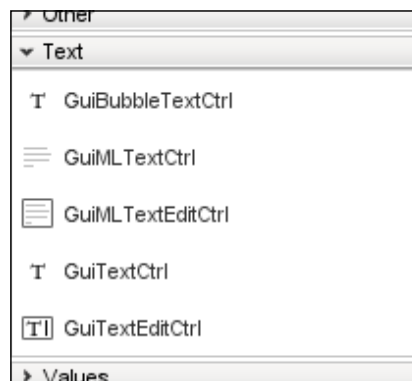 Other
Text
GuiBubbleTextCtrl
GuiMLTextCtrl
GuiMLTextEditCtrl
GuiTextCtrl
GuiTextEditCtrl
Values